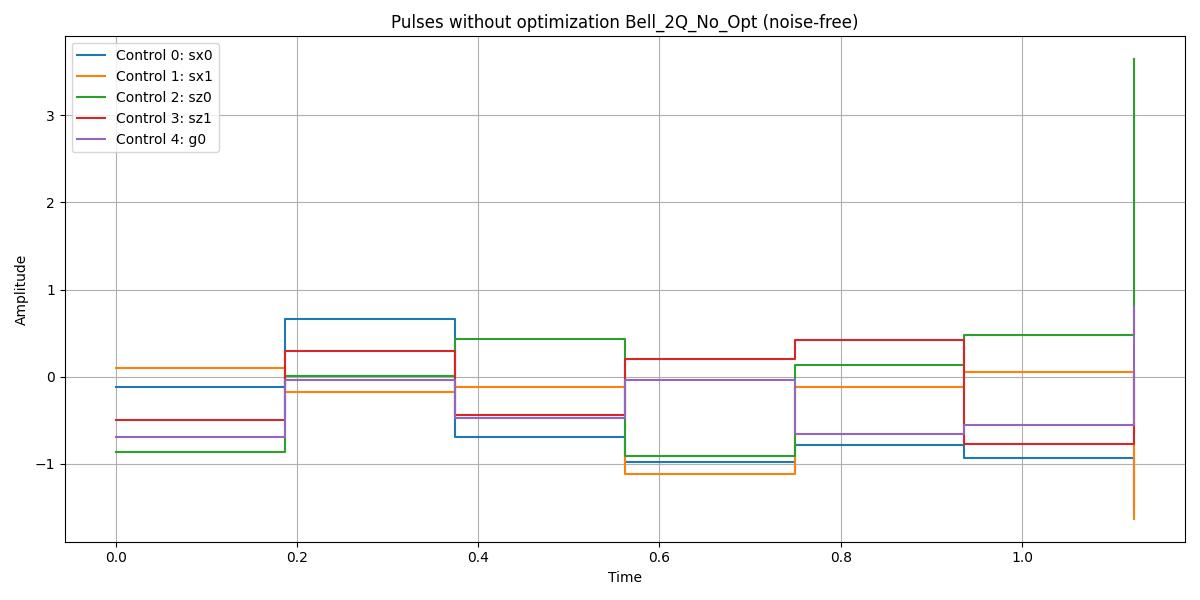 Pulses without optimization Bell_2Q_No_Opt (noise-free)
Control 0: sx0
Control 1: sx1
Control 2: sz0
Control 3: sz1
Control 4: g0
Amplitude
3
2
1
0
−1
0.0 0.2 0.4 0.6 0.8 1.0
Time